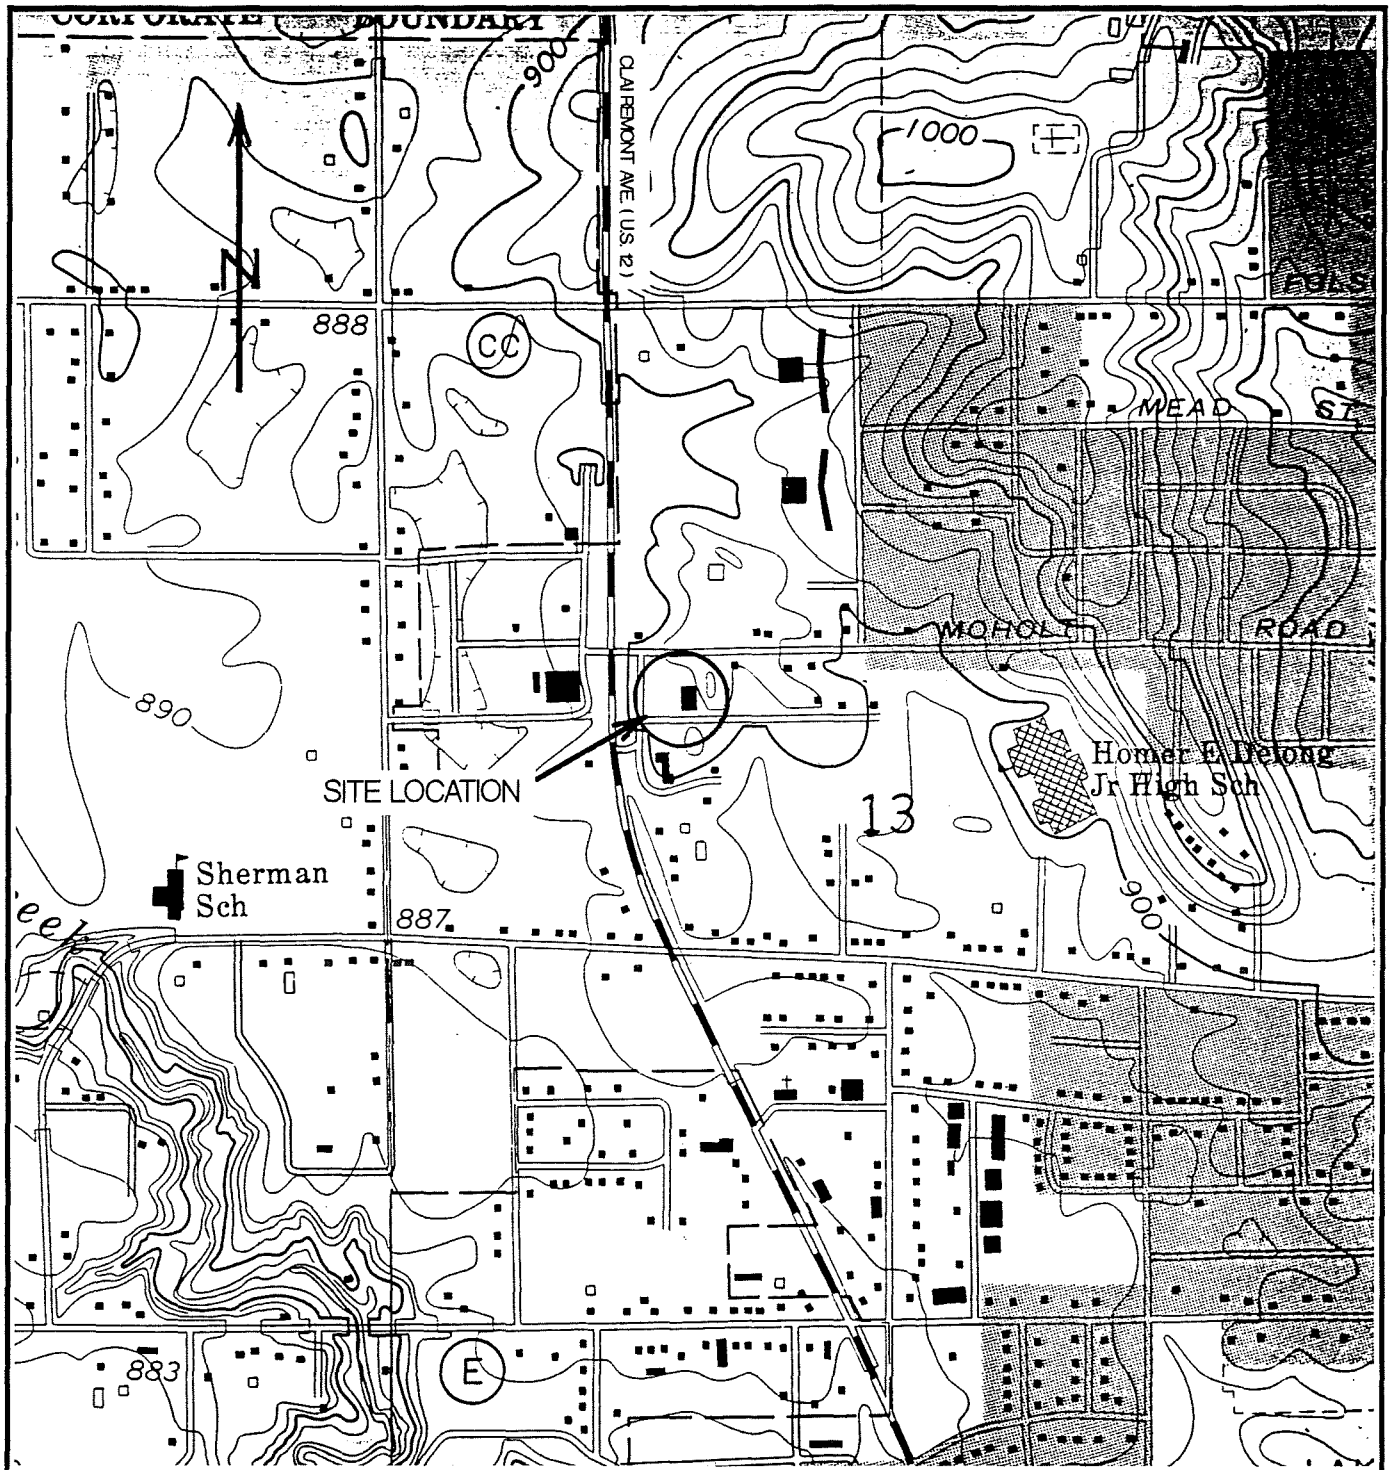 CORPORATE BOUNDARY
900
CLAIREMONT AVE (U.S. 12)
1000
N
888
CC
MEAD ST
MOHOLT ROAD
890
SITE LOCATION
Homer E Delong
Jr High Sch
13
Sherman
Sch
900
887
883
E